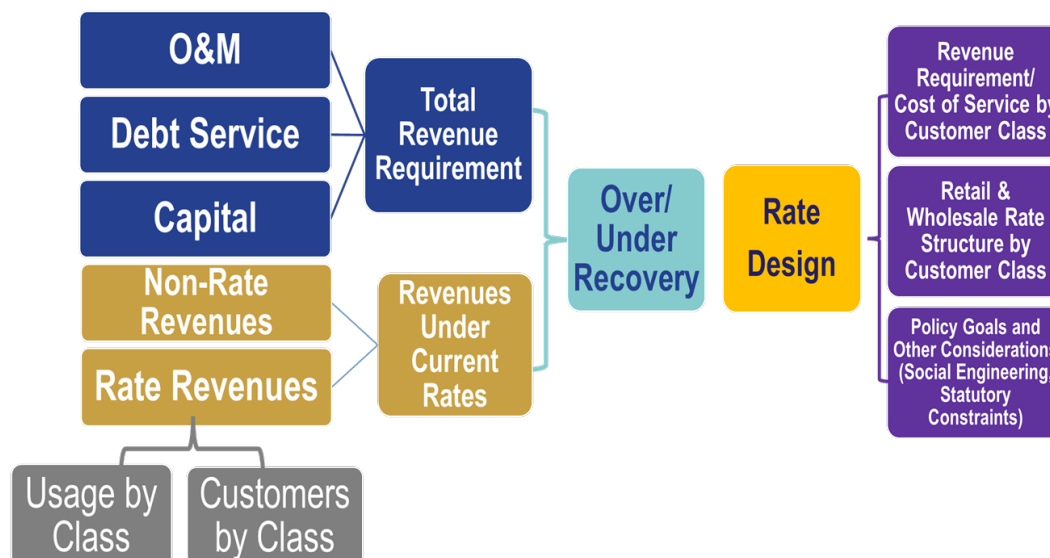 O&M
Debt Service
Capital
Non-Rate
Revenues
Rate Revenues
Usage by
Class
Customers
by Class
Total
Revenue
Requirement
Revenues
Under
Current
Rates
Over/
Under
Recovery
Rate
Design
Revenue
Requirement/
Cost of Service by
Customer Class
Retail &
Wholesale Rate
Structure by
Customer Class
Policy Goals and
Other Considerations
(Social Engineering,
Statutory
Constraints)